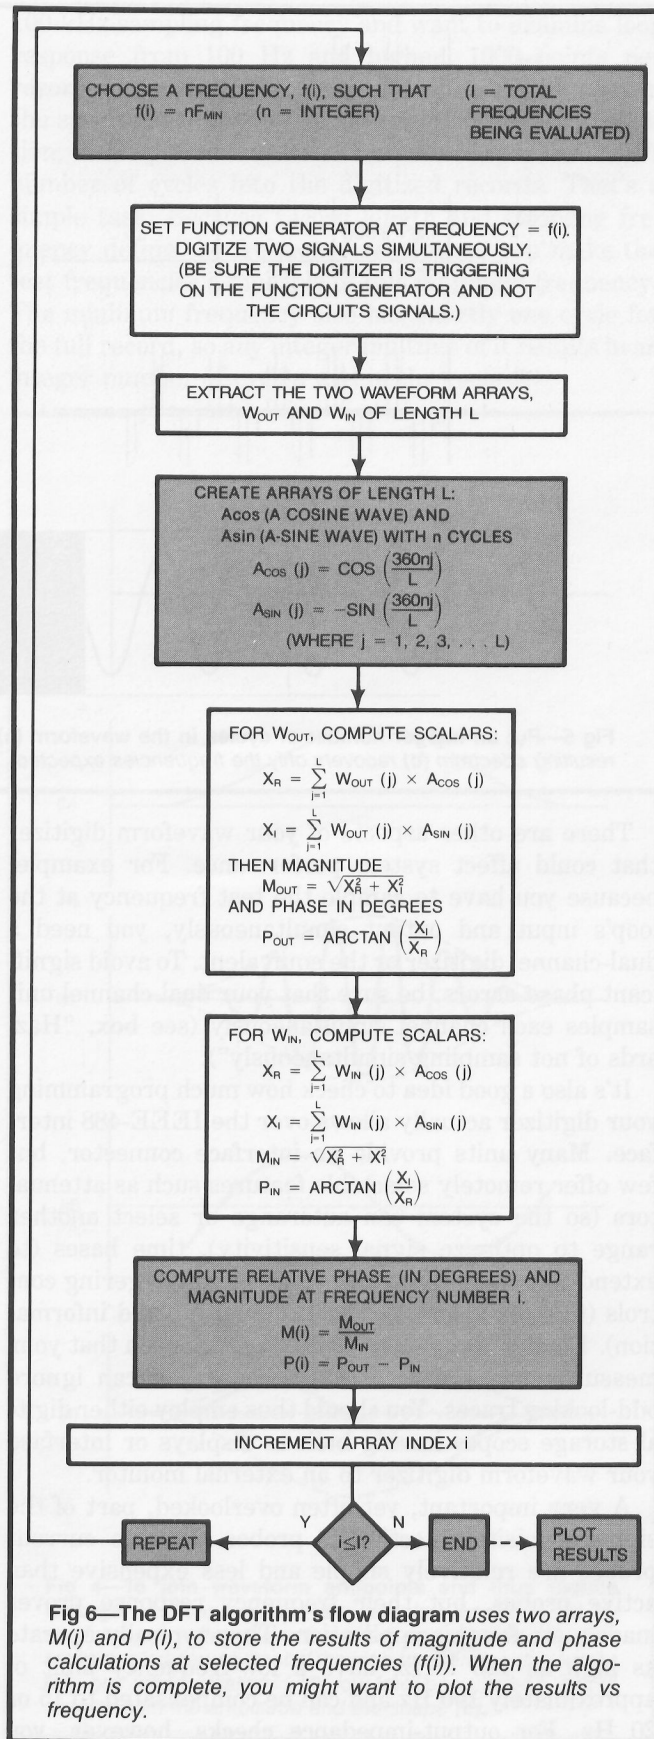 CHOOSE A FREQUENCY, f(i), SUCH THAT (I = TOTAL
f(i) = nFMIN (n = INTEGER) FREQUENCIES
BEING EVALUATED)
SET FUNCTION GENERATOR AT FREQUENCY = f(i).
DIGITIZE TWO SIGNALS SIMULTANEOUSLY.
(BE SURE THE DIGITIZER IS TRIGGERING
ON THE FUNCTION GENERATOR AND NOT
THE CIRCUIT'S SIGNALS.)
EXTRACT THE TWO WAVEFORM ARRAYS,
WOUT AND WIN OF LENGTH L
CREATE ARRAYS OF LENGTH L:
Acos (A COSINE WAVE) AND
Asin (A-SINE WAVE) WITH n CYCLES
ACOS (j) = COS (360nj/L)
ASIN (j) = −SIN (360nj/L)
(WHERE j = 1, 2, 3, . . . L)
FOR WOUT, COMPUTE SCALARS:
XR = Σ j=1 L WOUT (j) × ACOS (j)
XI = Σ j=1 L WOUT (j) × ASIN (j)
THEN MAGNITUDE
MOUT = √(XR² + XI²)
AND PHASE IN DEGREES
POUT = ARCTAN (XI/XR)
FOR WIN, COMPUTE SCALARS:
XR = Σ j=1 L WIN (j) × ACOS (j)
XI = Σ j=1 L WIN (j) × ASIN (j)
MIN = √(XR² + XI²)
PIN = ARCTAN (XI/XR)
COMPUTE RELATIVE PHASE (IN DEGREES) AND
MAGNITUDE AT FREQUENCY NUMBER i.
M(i) = MOUT/MIN
P(i) = POUT − PIN
INCREMENT ARRAY INDEX i
Y N
REPEAT i≤I? END PLOT
RESULTS
Fig 6—The DFT algorithm's flow diagram uses two arrays,
M(i) and P(i), to store the results of magnitude and phase
calculations at selected frequencies (f(i)). When the algo-
rithm is complete, you might want to plot the results vs
frequency.